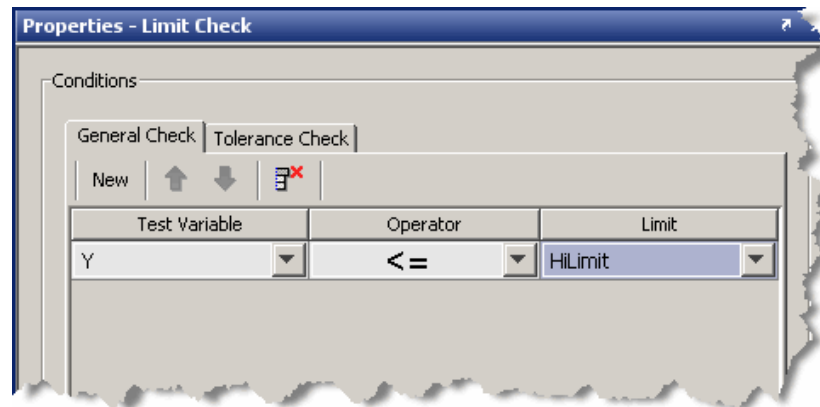 Properties - Limit Check
Conditions
General Check Tolerance Check
New
Test Variable Operator Limit
Y <= HiLimit